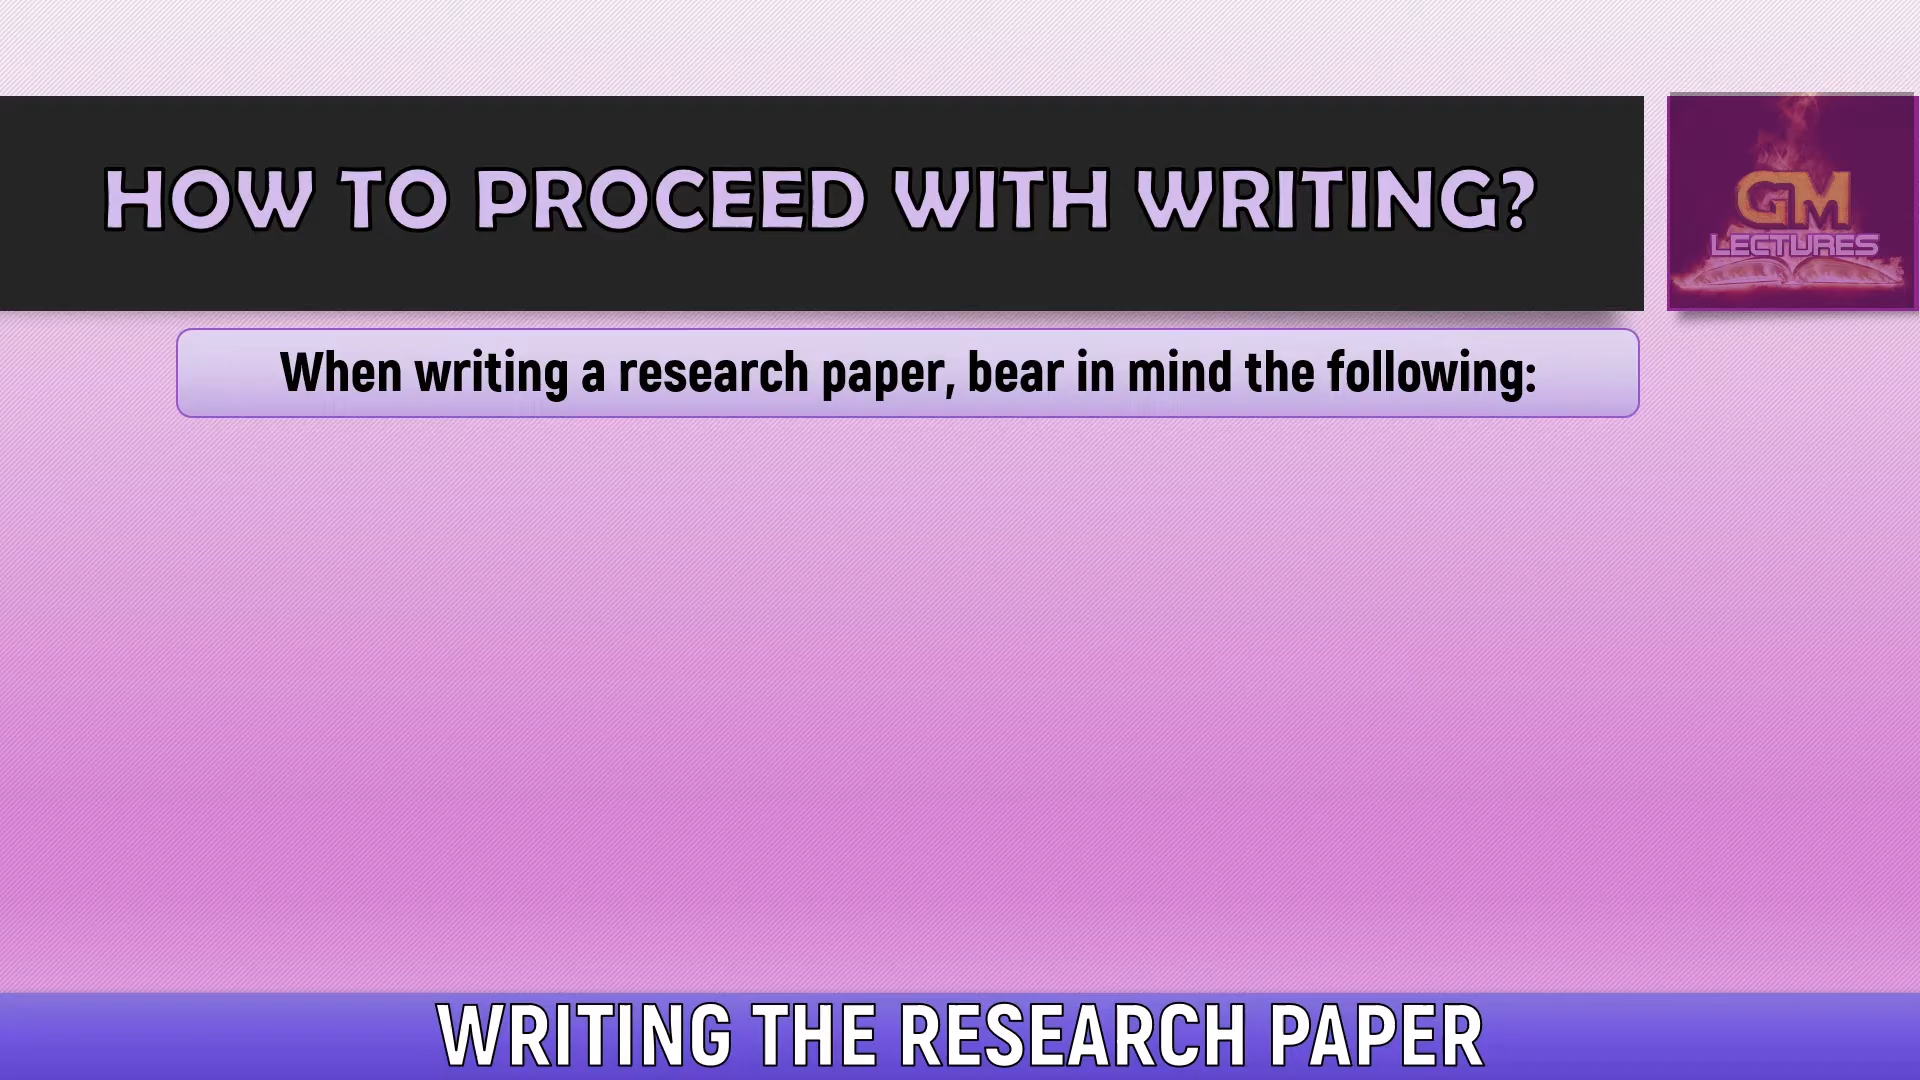 HOW TO PROCEED WITH WRITING?
GM
LECTURES
When writing a research paper, bear in mind the following:
WRITING THE RESEARCH PAPER